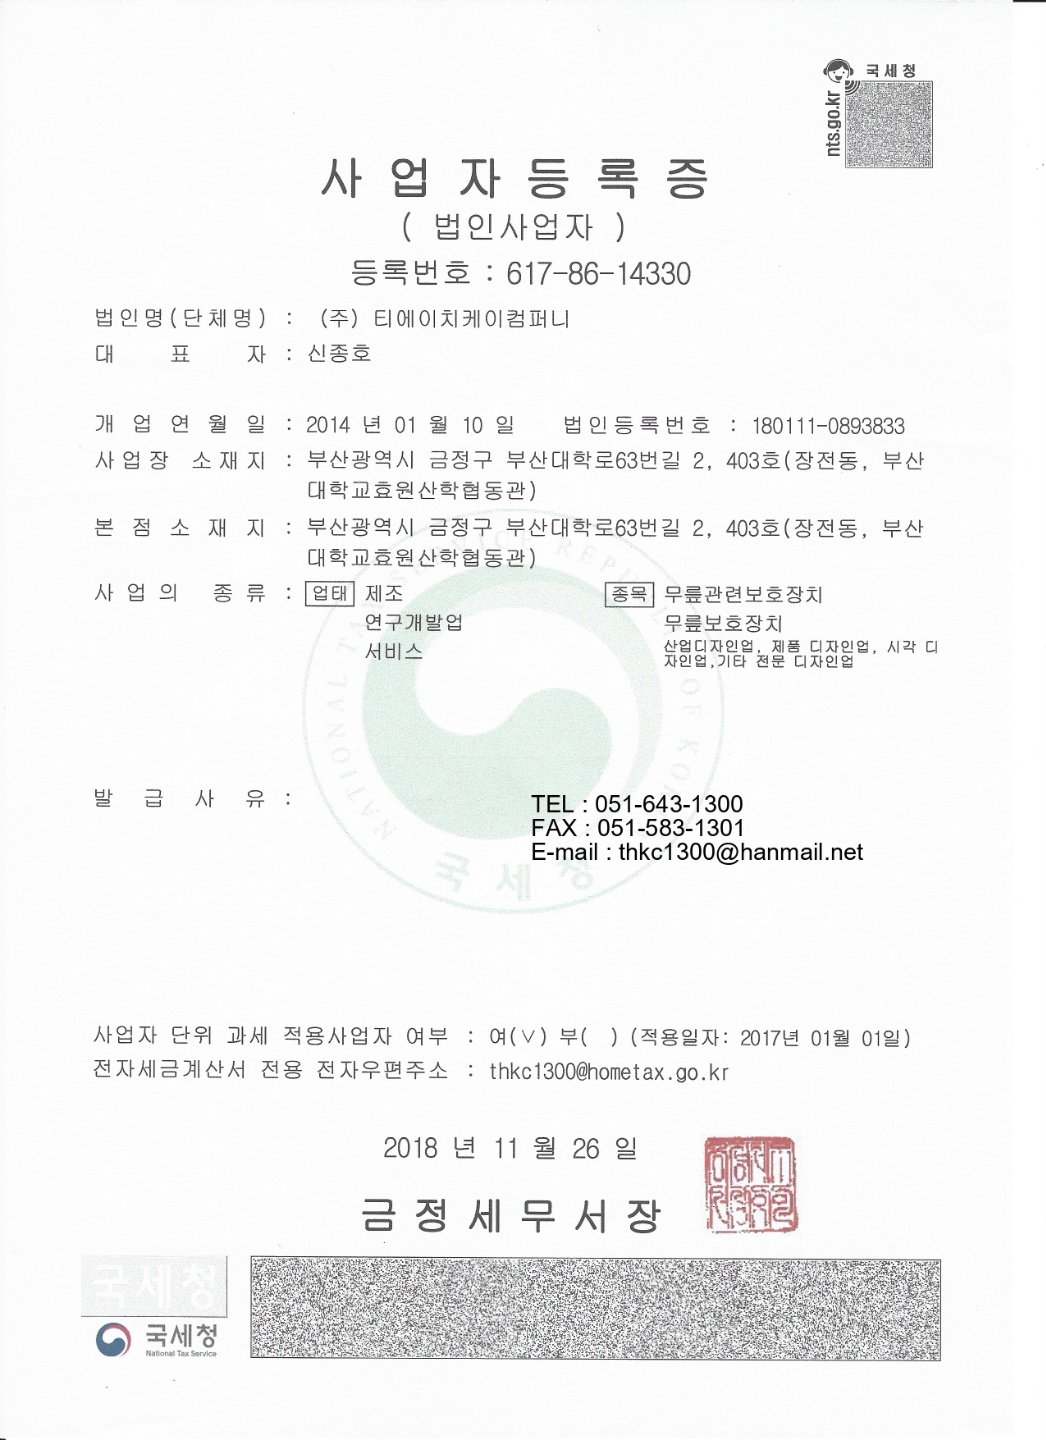 국세청
nts.go.kr
사업자등록증
( 법인사업자 )
등록번호 : 617-86-14330
법인명(단체명) : (주) 티에이치케이컴퍼니
대 표 자 : 신종호
개 업 연 월 일 : 2014 년 01 월 10 일 법인등록번호 : 180111-0893833
사업장 소재지 : 부산광역시 금정구 부산대학로63번길 2, 403호(장전동, 부산
대학교효원산학협동관)
본 점 소 재 지 : 부산광역시 금정구 부산대학로63번길 2, 403호(장전동, 부산
대학교효원산학협동관)
사 업 의 종 류 : 업태 제조 종목 무릎관련보호장치
연구개발업 무릎보호장치
서비스 산업디자인업, 제품 디자인업, 시각 디
자인업,기타 전문 디자인업
NATIONAL TAX SERVICE REPUBLIC OF KOREA
발 급 사 유 :
TEL : 051-643-1300
FAX : 051-583-1301
E-mail : thkc1300@hanmail.net
국세청
사업자 단위 과세 적용사업자 여부 : 여(∨) 부( ) (적용일자: 2017년 01월 01일)
전자세금계산서 전용 전자우편주소 : thkc1300@hometax.go.kr
2018 년 11 월 26 일
금정세무서장
국세청
국세청
National Tax Service